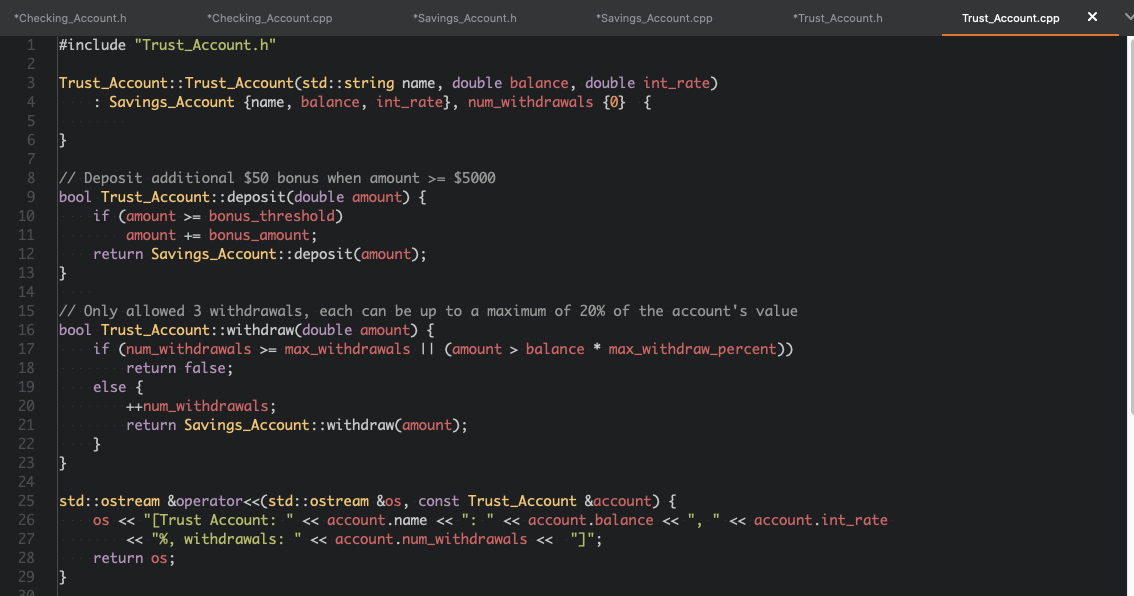 *Checking_Account.h *Checking_Account.cpp *Savings_Account.h *Savings_Account.cpp *Trust_Account.h Trust_Account.cpp ×
1 #include "Trust_Account.h"
2
3 Trust_Account::Trust_Account(std::string name, double balance, double int_rate)
4     : Savings_Account {name, balance, int_rate}, num_withdrawals {0}  {
5
6 }
7
8 // Deposit additional $50 bonus when amount >= $5000
9 bool Trust_Account::deposit(double amount) {
10     if (amount >= bonus_threshold)
11         amount += bonus_amount;
12     return Savings_Account::deposit(amount);
13 }
14
15 // Only allowed 3 withdrawals, each can be up to a maximum of 20% of the account's value
16 bool Trust_Account::withdraw(double amount) {
17     if (num_withdrawals >= max_withdrawals || (amount > balance * max_withdraw_percent))
18         return false;
19     else {
20         ++num_withdrawals;
21         return Savings_Account::withdraw(amount);
22     }
23 }
24
25 std::ostream &operator<<(std::ostream &os, const Trust_Account &account) {
26     os << "[Trust Account: " << account.name << ": " << account.balance << ", " << account.int_rate
27         << "%, withdrawals: " << account.num_withdrawals <<  "]";
28     return os;
29 }
30